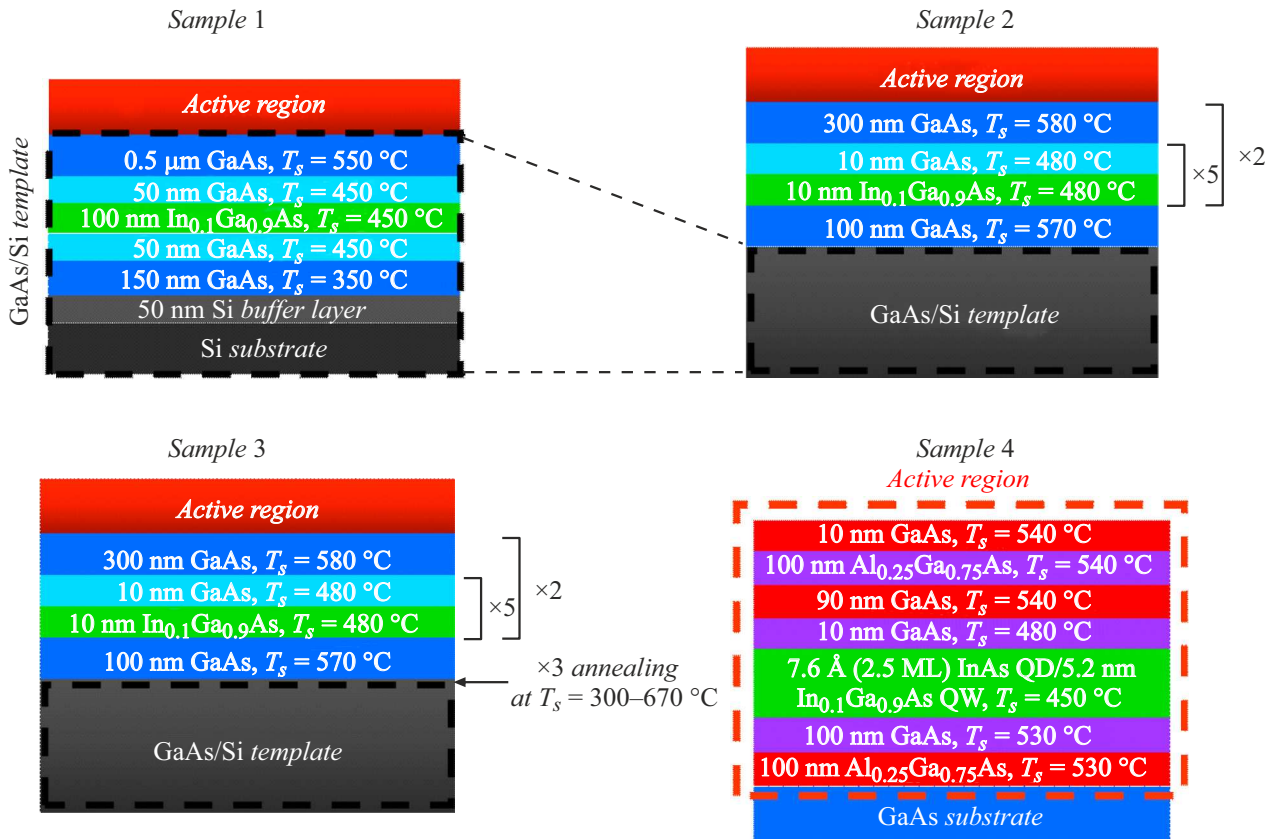 Sample 1
Active region
0.5 μm GaAs, Tₛ = 550 °C
50 nm GaAs, Tₛ = 450 °C
100 nm In₀.₁Ga₀.₉As, Tₛ = 450 °C
50 nm GaAs, Tₛ = 450 °C
150 nm GaAs, Tₛ = 350 °C
50 nm Si buffer layer
Si substrate
GaAs/Si template
Sample 2
Active region
300 nm GaAs, Tₛ = 580 °C
10 nm GaAs, Tₛ = 480 °C
10 nm In₀.₁Ga₀.₉As, Tₛ = 480 °C
100 nm GaAs, Tₛ = 570 °C
×5
×2
GaAs/Si template
Sample 3
Active region
300 nm GaAs, Tₛ = 580 °C
10 nm GaAs, Tₛ = 480 °C
10 nm In₀.₁Ga₀.₉As, Tₛ = 480 °C
100 nm GaAs, Tₛ = 570 °C
×5
×2
×3 annealing
at Tₛ = 300–670 °C
GaAs/Si template
Sample 4
Active region
10 nm GaAs, Tₛ = 540 °C
100 nm Al₀.₂₅Ga₀.₇₅As, Tₛ = 540 °C
90 nm GaAs, Tₛ = 540 °C
10 nm GaAs, Tₛ = 480 °C
7.6 Å (2.5 ML) InAs QD/5.2 nm
In₀.₁Ga₀.₉As QW, Tₛ = 450 °C
100 nm GaAs, Tₛ = 530 °C
100 nm Al₀.₂₅Ga₀.₇₅As, Tₛ = 530 °C
GaAs substrate